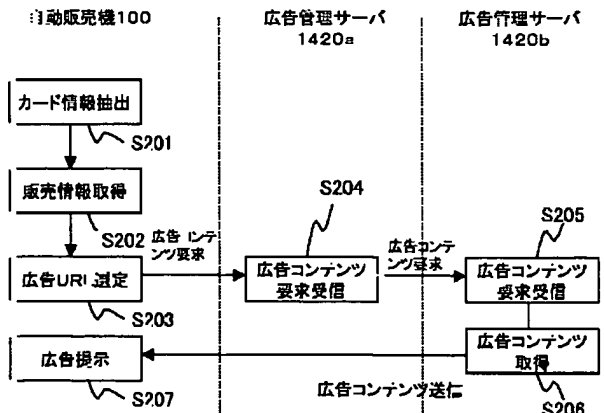 自動販売機100
広告管理サーバ
1420a
広告管理サーバ
1420b
カード情報抽出
S201
販売情報取得
S202
広告コンテ
ンツ要求
S204
広告コンテ
ンツ要求
S205
広告URL選定
S203
広告コンテンツ
要求受信
広告コンテンツ
要求受信
広告提示
S207
広告コンテンツ
取得
S206
広告コンテンツ送信